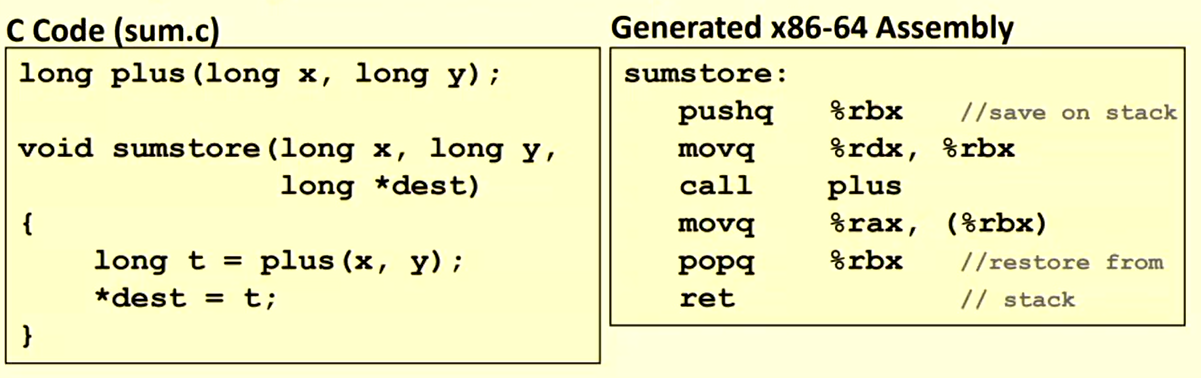 C Code (sum.c)
long plus(long x, long y);
void sumstore(long x, long y,
long *dest)
{
long t = plus(x, y);
*dest = t;
}
Generated x86-64 Assembly
sumstore:
pushq %rbx //save on stack
movq %rdx, %rbx
call plus
movq %rax, (%rbx)
popq %rbx //restore from
ret // stack